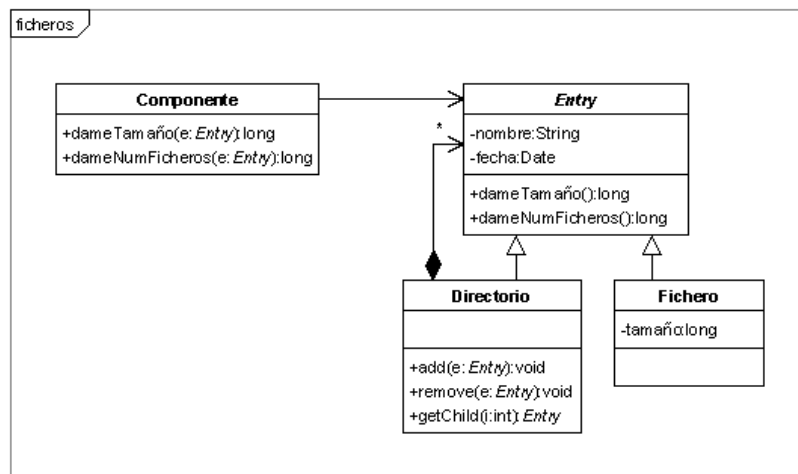 ficheros
Componente
+dameTamaño(e: Entry):long
+dameNumFicheros(e: Entry):long
Entry
-nombre:String
-fecha:Date
+dameTamaño():long
+dameNumFicheros():long
*
Directorio
+add(e: Entry):void
+remove(e: Entry):void
+getChild(i:int): Entry
Fichero
-tamaño:long